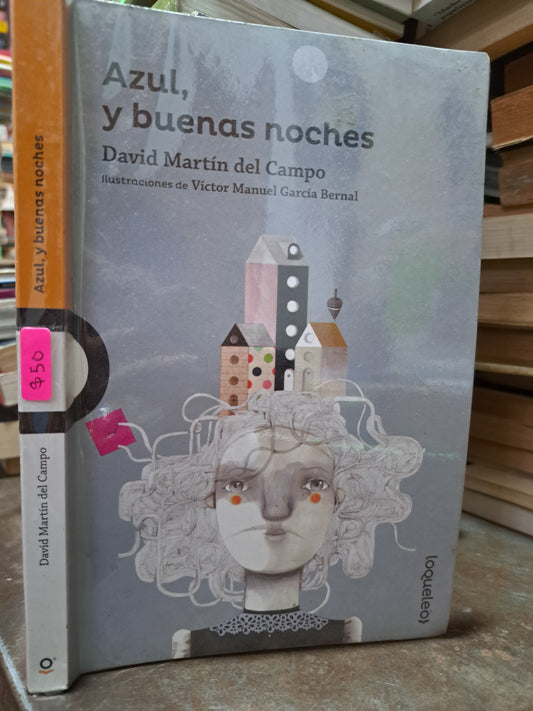 Azul,
y buenas noches
David Martín del Campo
Ilustraciones de Víctor Manuel García Bernal
loqueleo
Azul, y buenas noches
$50
David Martín del Campo